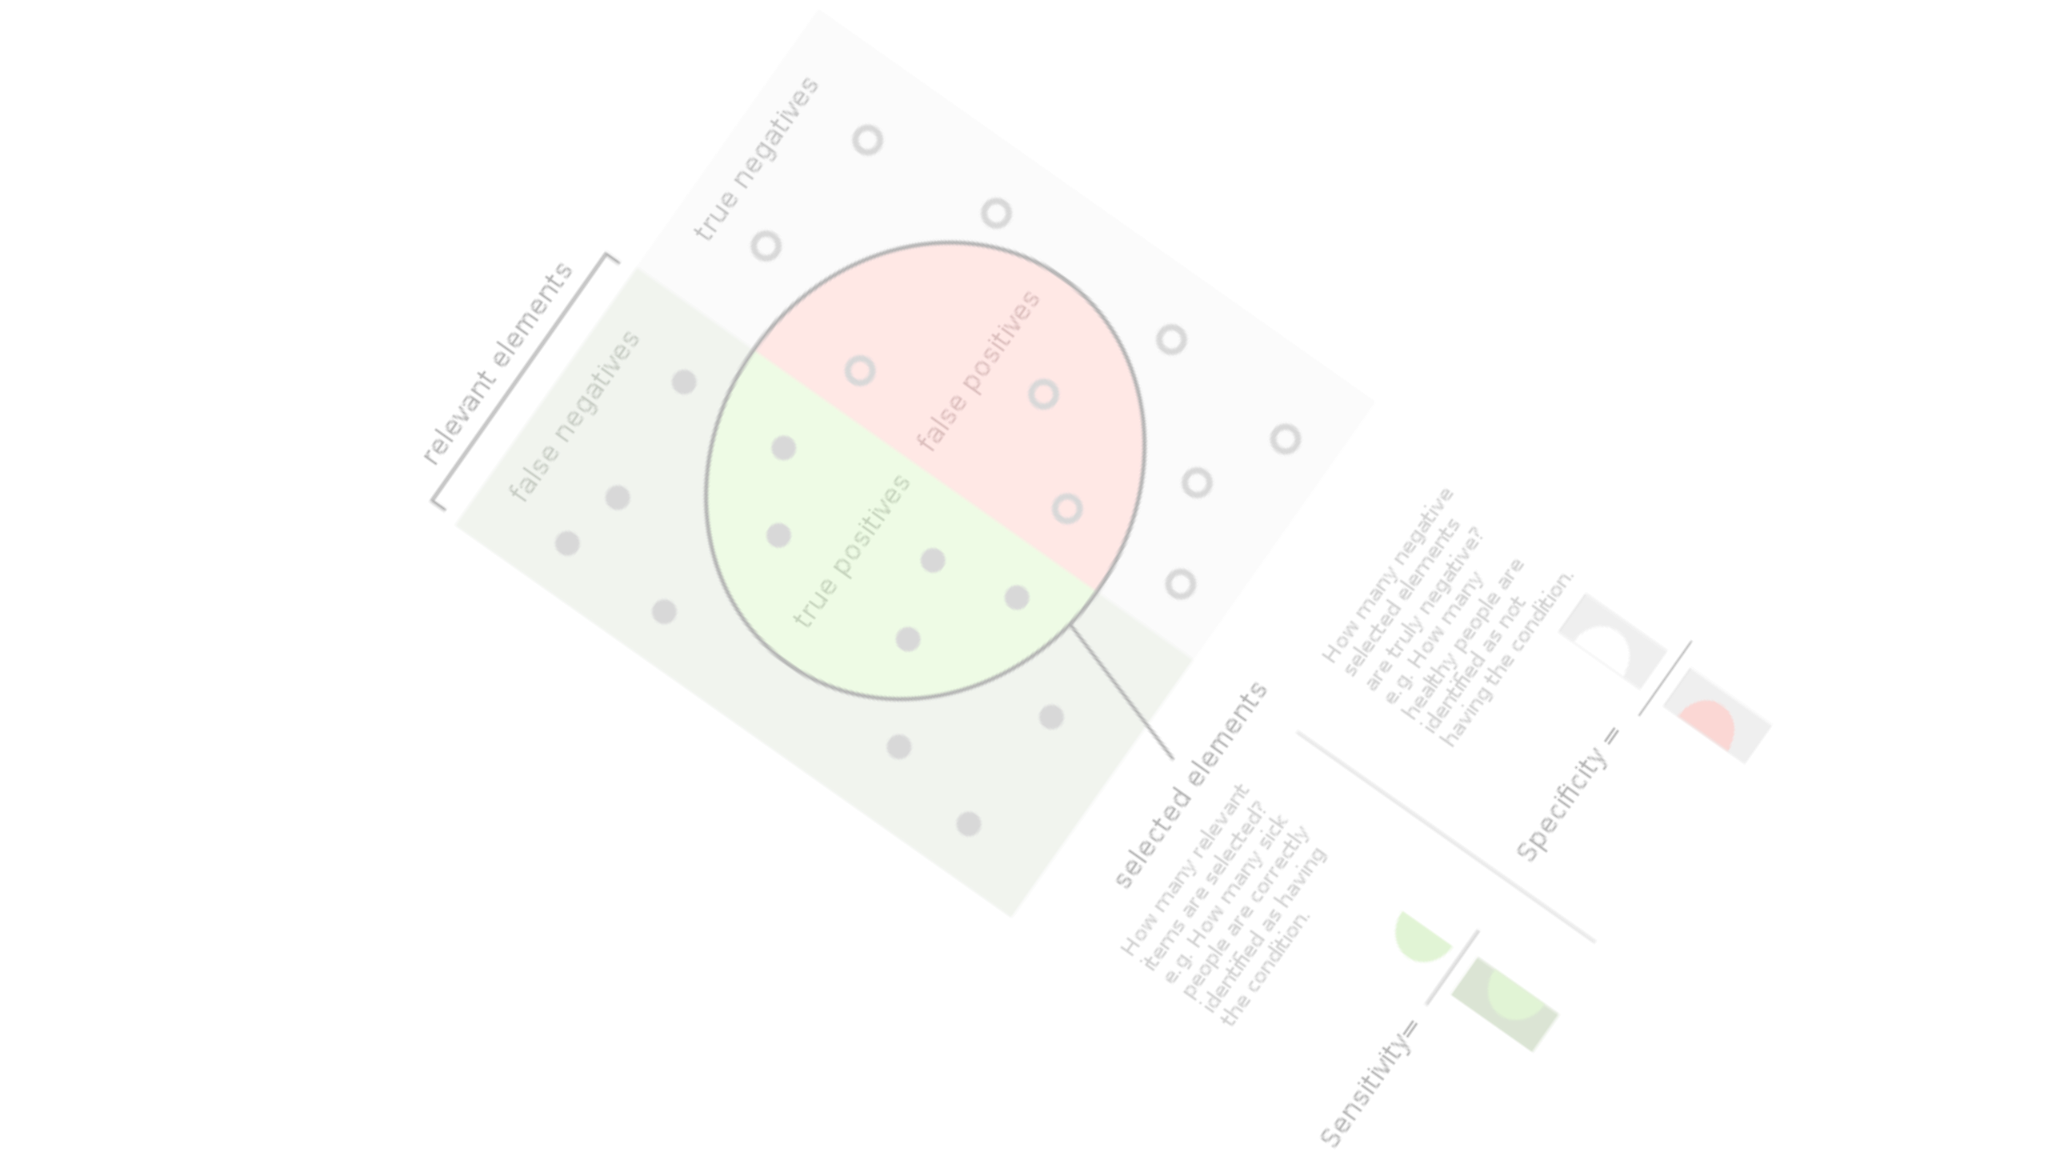 relevant elements
false negatives
true negatives
true positives
false positives
selected elements
How many relevant
items are selected?
e.g. How many sick
people are correctly
identified as having
the condition.
How many negative
selected elements
are truly negative?
e.g. How many
healthy people are
identified as not
having the condition.
Sensitivity=
Specificity =